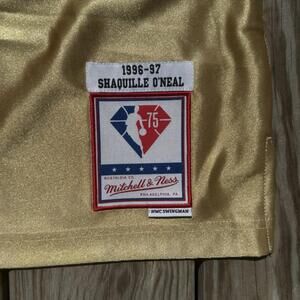 1996-97
SHAQUILLE O'NEAL
75
NOSTALGIA CO.
Mitchell & Ness
PHILADELPHIA, PA.
HWC SWINGMAN